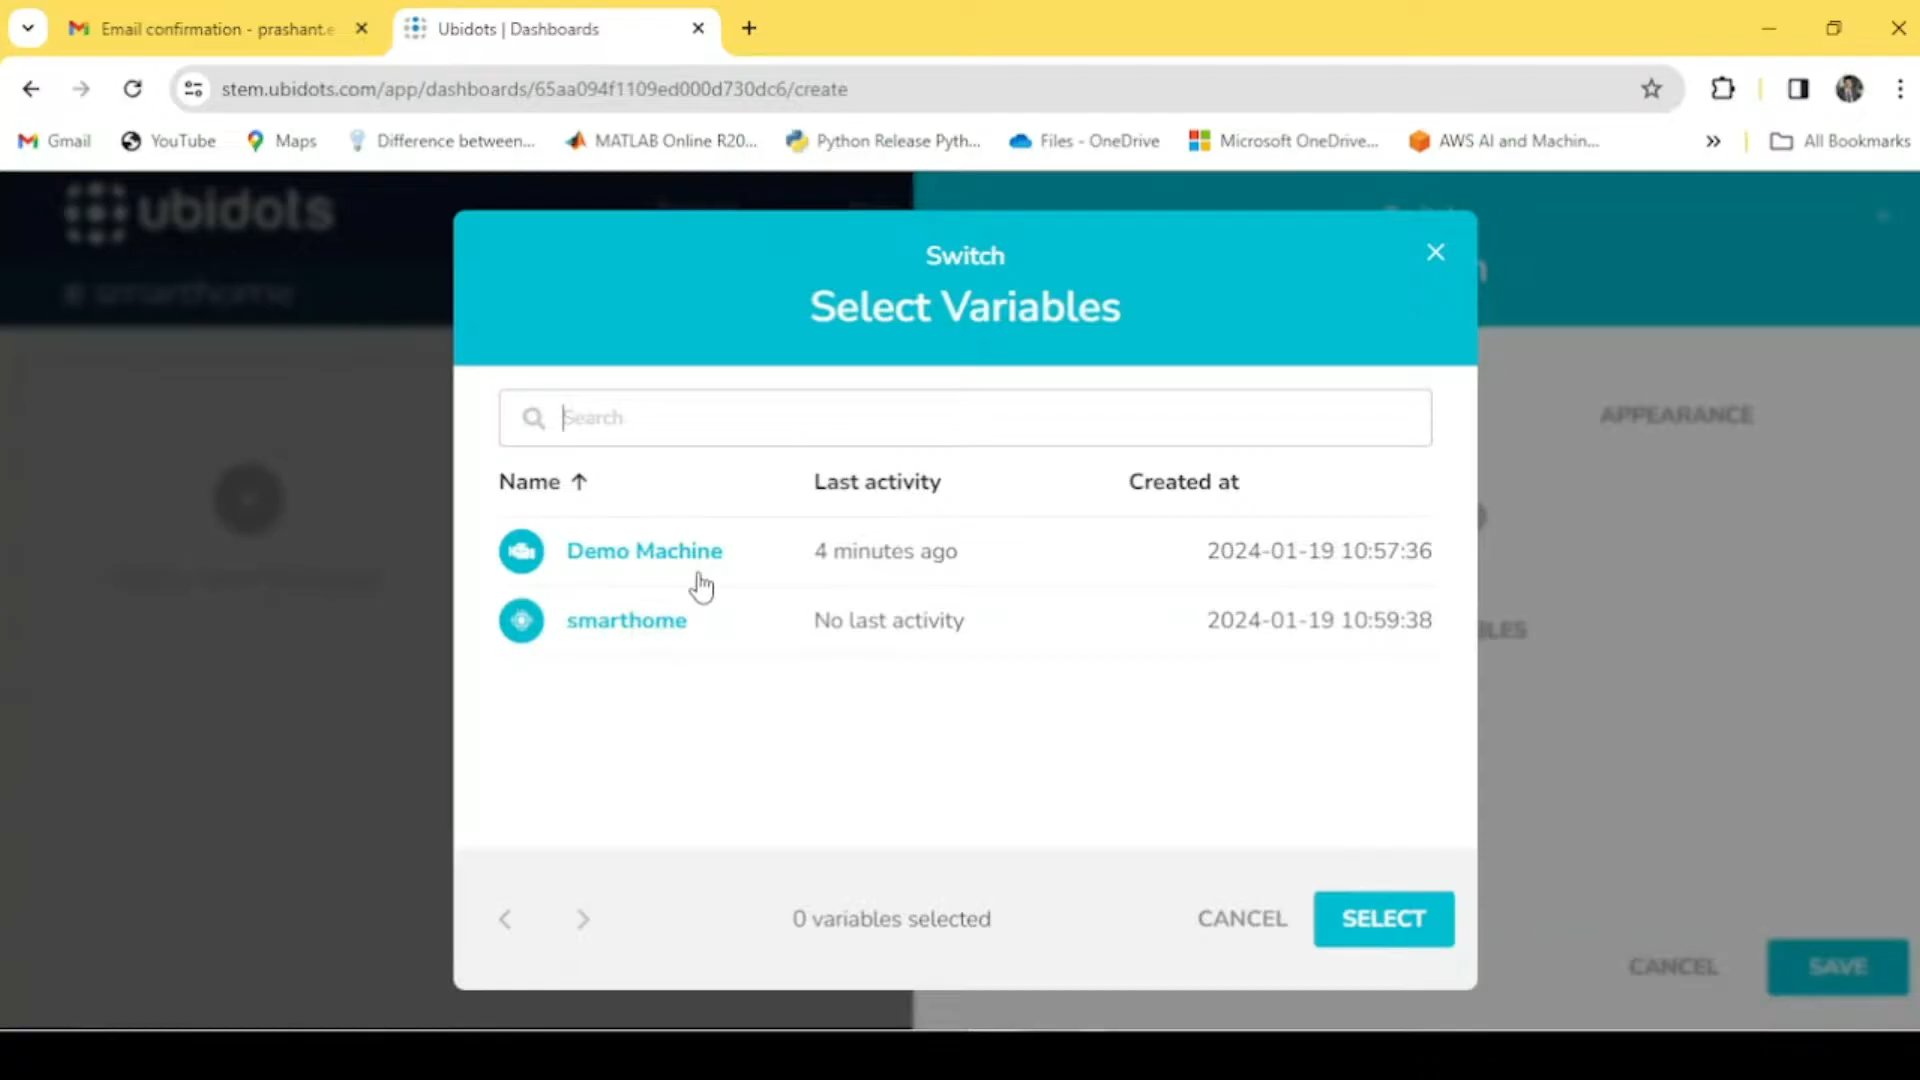 Email confirmation - prashant.e
Ubidots | Dashboards
stem.ubidots.com/app/dashboards/65aa094f1109ed000d730dc6/create
Gmail
YouTube
Maps
Difference between...
MATLAB Online R20...
Python Release Pyth...
Files - OneDrive
Microsoft OneDrive...
AWS AI and Machin...
All Bookmarks
ubidots
smarthome
Switch
Select Variables
Search
APPEARANCE
Name ↑ Last activity Created at
Demo Machine 4 minutes ago 2024-01-19 10:57:36
smarthome No last activity 2024-01-19 10:59:38
BLES
0 variables selected CANCEL SELECT
CANCEL SAVE